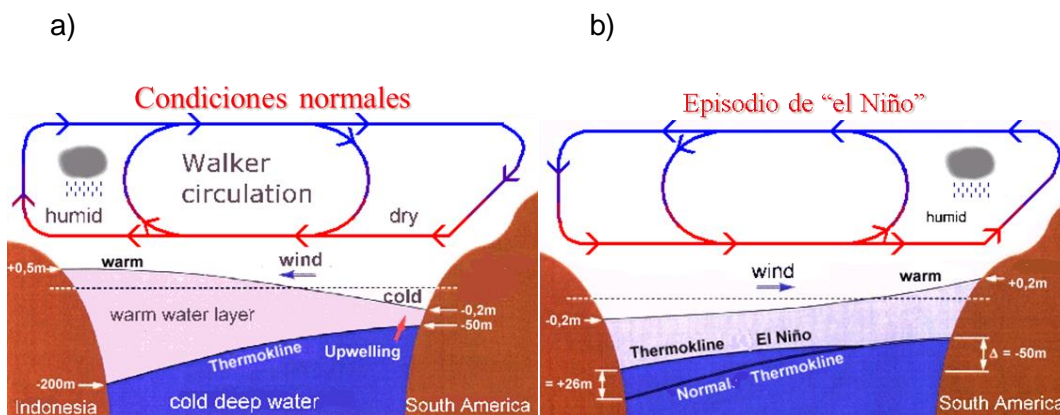 a)
b)
Condiciones normales
Episodio de “el Niño”
Walker
circulation
humid
dry
humid
+0,5m
warm
wind
cold
wind
warm
+0,2m
warm water layer
-0,2m
-50m
-0,2m
Thermokline
Upwelling
Thermokline
El Niño
Δ = -50m
-200m
= +26m
Normal. Thermokline
Indonesia
cold deep water
South America
South America